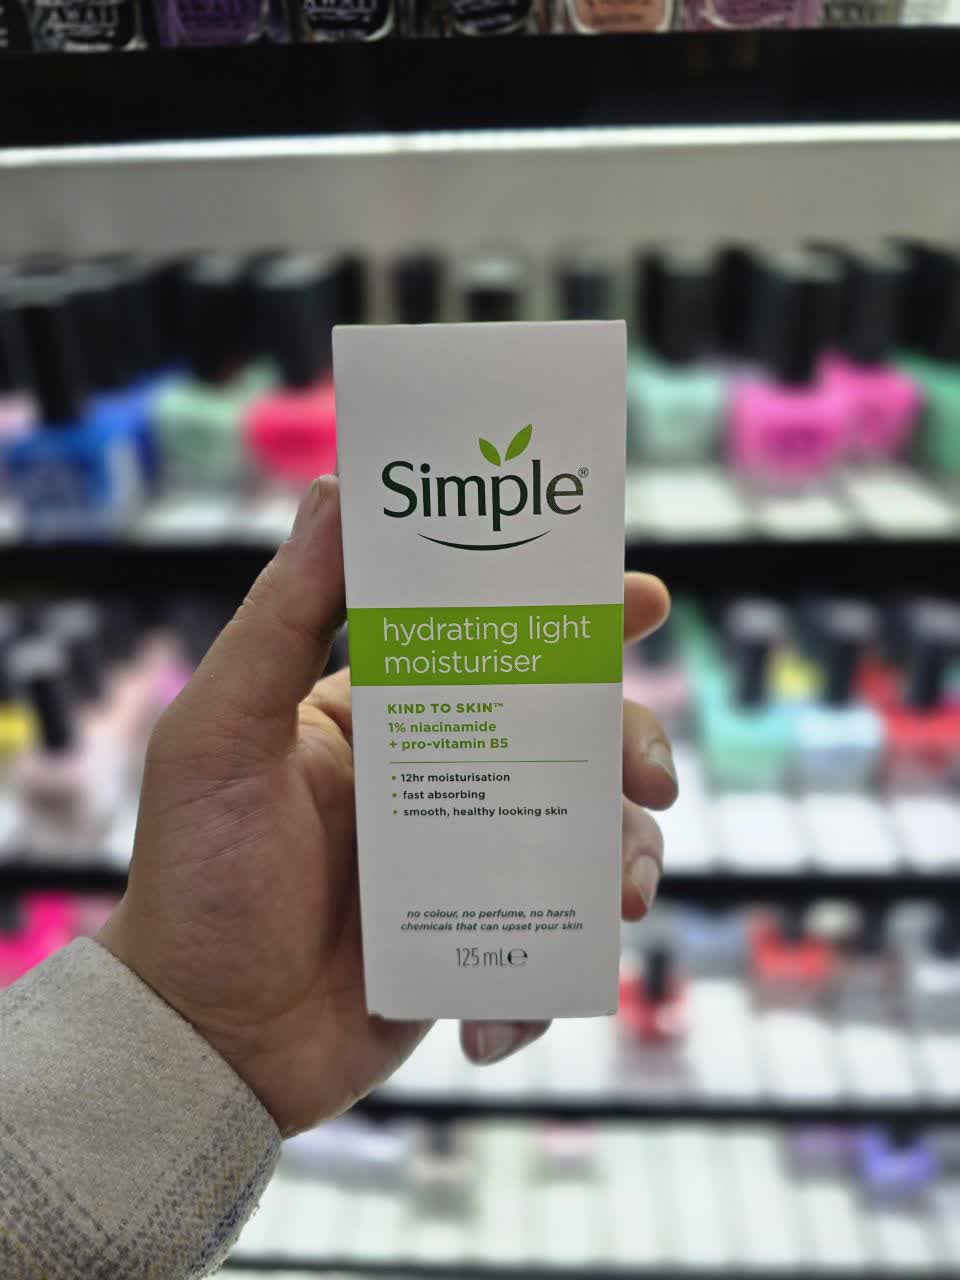 Simple®
hydrating light
moisturiser
KIND TO SKIN™
1% niacinamide
+ pro-vitamin B5
• 12hr moisturisation
• fast absorbing
• smooth, healthy looking skin
no colour, no perfume, no harsh
chemicals that can upset your skin
125 mL℮